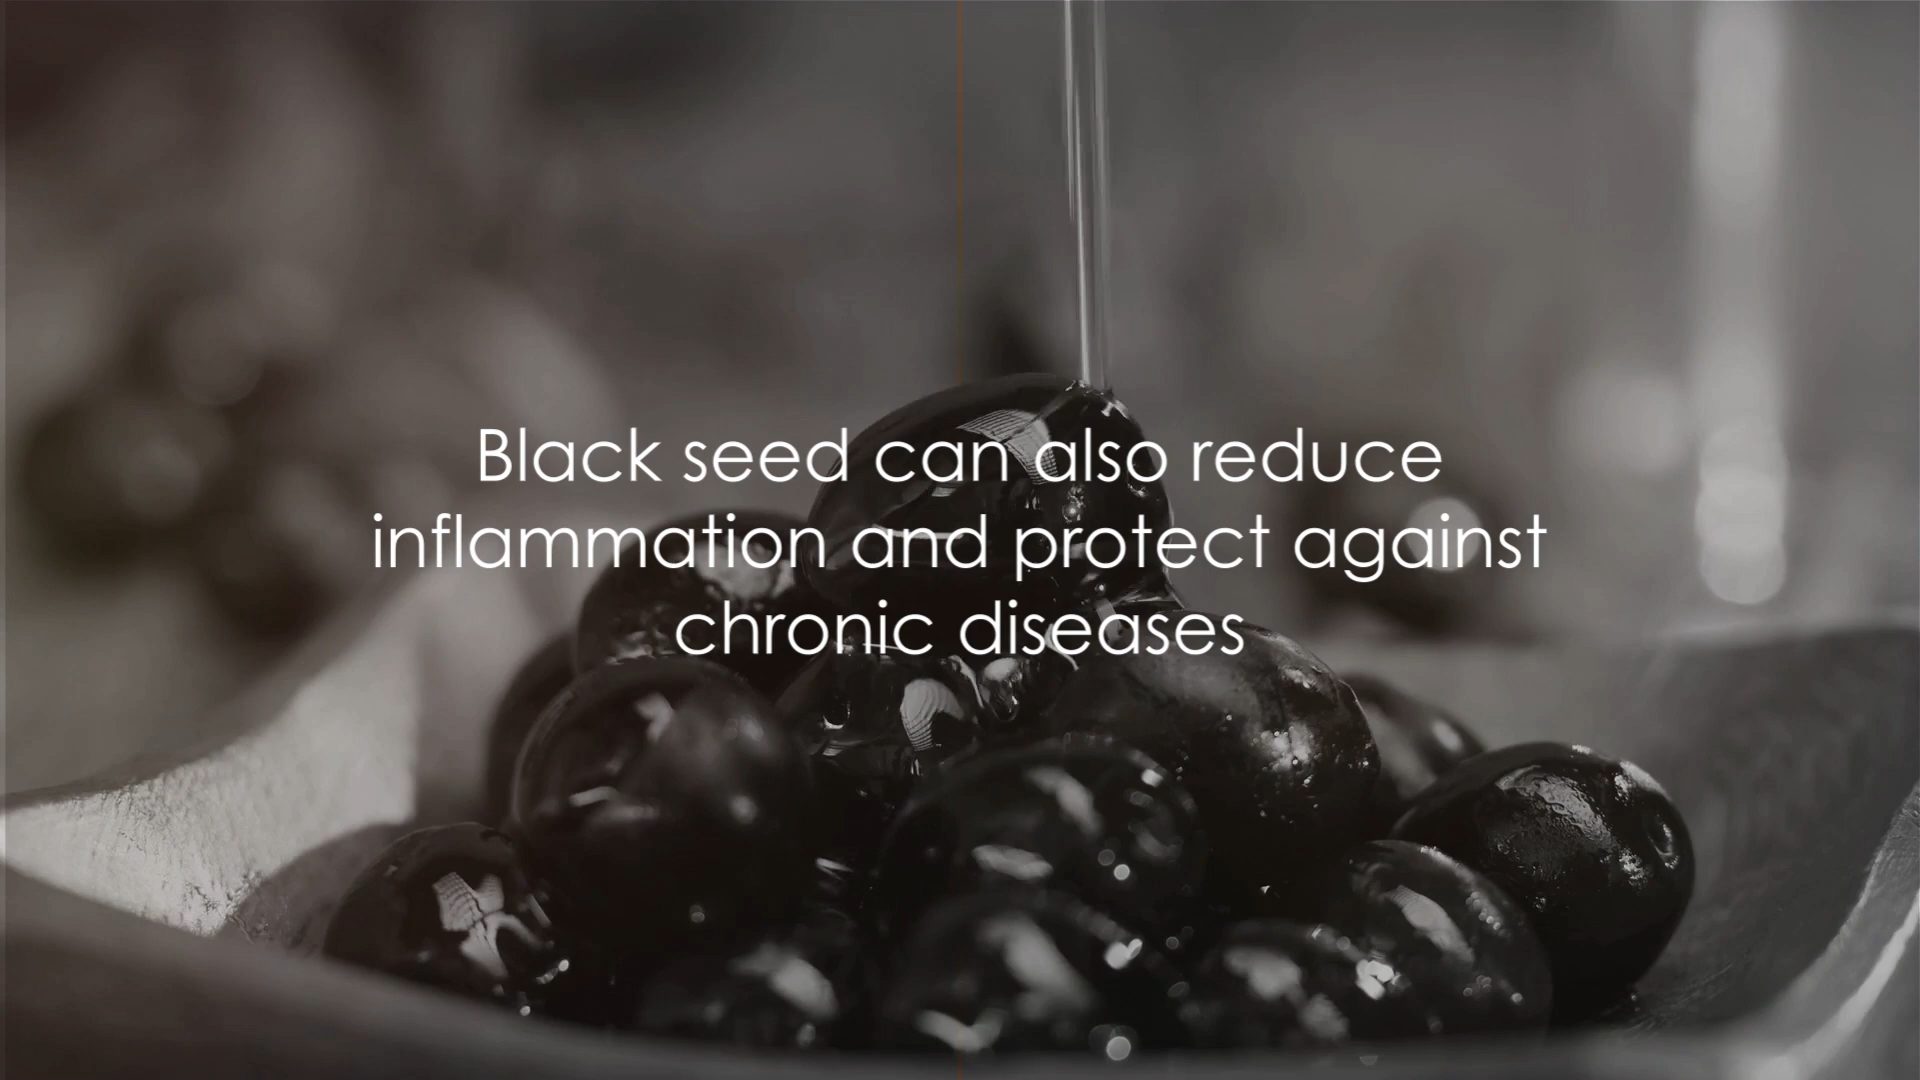 Black seed can also reduce
inflammation and protect against
chronic diseases